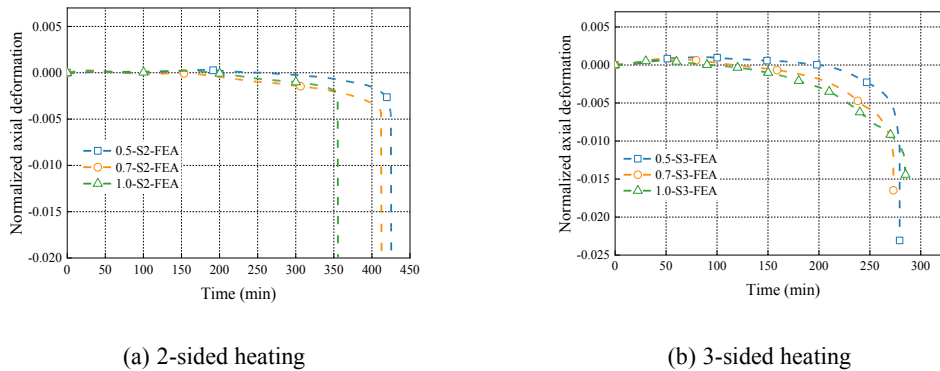 (a)
0.005
0.000
-0.005
-0.010
-0.015
-0.020
Normalized axial deformation
0.5-S2-FEA
0.7-S2-FEA
1.0-S2-FEA
0 50 100 150 200 250 300 350 400 450
Time (min)
(a) 2-sided heating
(b)
0.005
0.000
-0.005
-0.010
-0.015
-0.020
-0.025
Normalized axial deformation
0.5-S3-FEA
0.7-S3-FEA
1.0-S3-FEA
0 50 100 150 200 250 300
Time (min)
(b) 3-sided heating